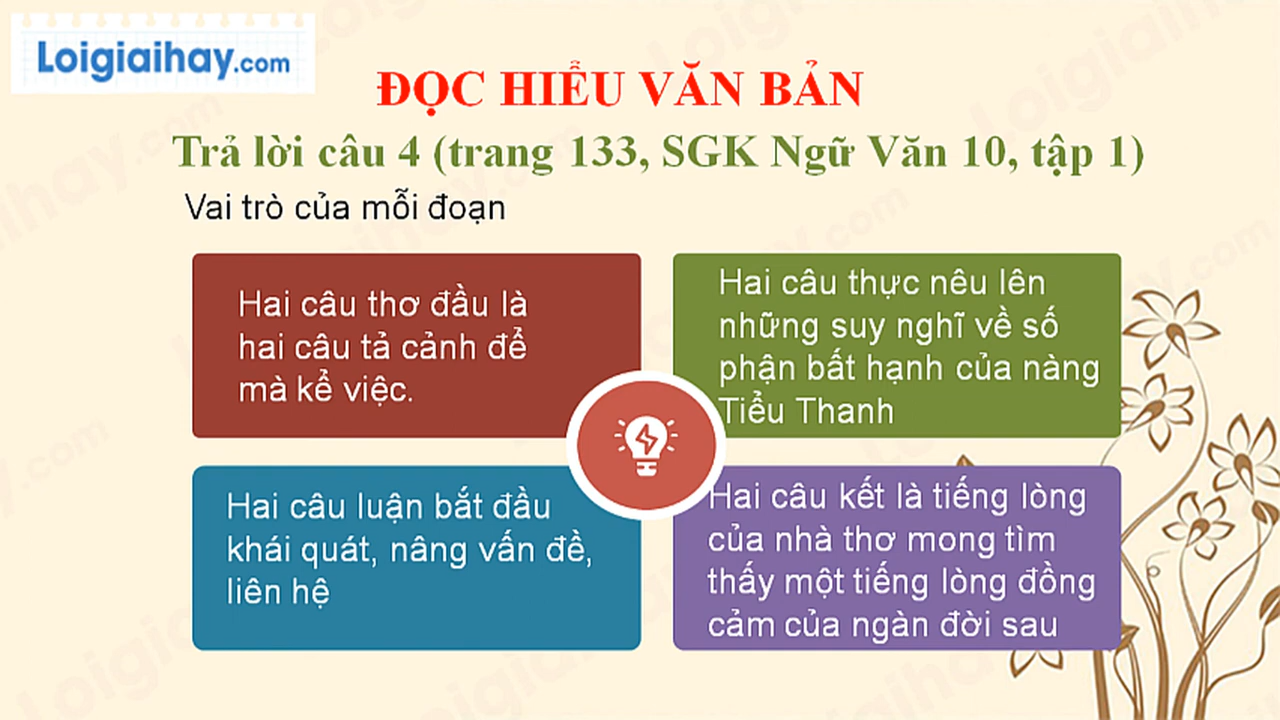 Loigiaihay.com
ĐỌC HIỂU VĂN BẢN
Trả lời câu 4 (trang 133, SGK Ngữ Văn 10, tập 1)
Vai trò của mỗi đoạn
Hai câu thơ đầu là
hai câu tả cảnh để
mà kể việc.
Hai câu thực nêu lên
những suy nghĩ về số
phận bất hạnh của nàng
Tiểu Thanh
Hai câu luận bắt đầu
khái quát, nâng vấn đề,
liên hệ
Hai câu kết là tiếng lòng
của nhà thơ mong tìm
thấy một tiếng lòng đồng
cảm của ngàn đời sau